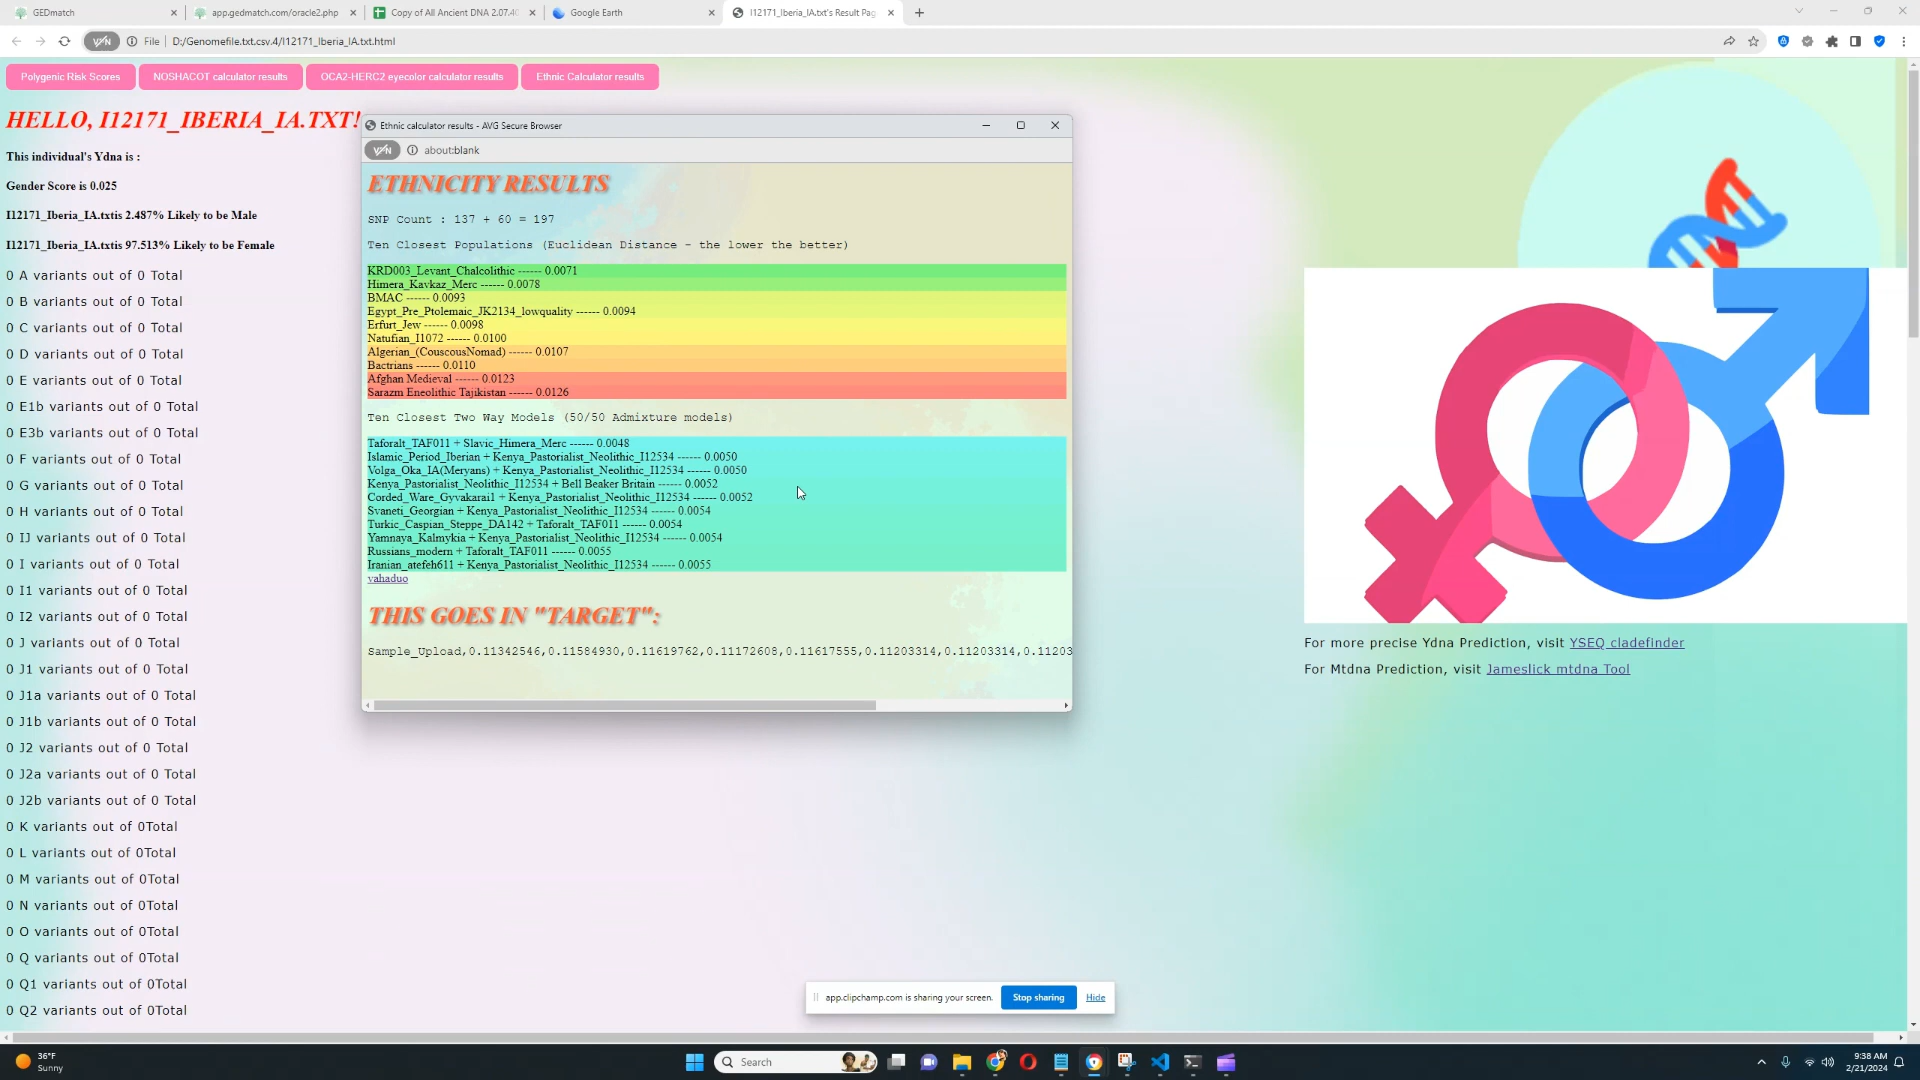 GEDmatch
app.gedmatch.com/oracle2.php
Copy of All Ancient DNA 2.07.40
Google Earth
I12171_Iberia_IA.txt's Result Pag
VPN
File
D:/Genomefile.txt.csv.4/I12171_Iberia_IA.txt.html
Polygenic Risk Scores
NOSHACOT calculator results
OCA2-HERC2 eyecolor calculator results
Ethnic Calculator results
HELLO, I12171_IBERIA_IA.TXT!
This individual's Ydna is :
Gender Score is 0.025
I12171_Iberia_IA.txtis 2.487% Likely to be Male
I12171_Iberia_IA.txtis 97.513% Likely to be Female
0 A variants out of 0 Total
0 B variants out of 0 Total
0 C variants out of 0 Total
0 D variants out of 0 Total
0 E variants out of 0 Total
0 E1b variants out of 0 Total
0 E3b variants out of 0 Total
0 F variants out of 0 Total
0 G variants out of 0 Total
0 H variants out of 0 Total
0 IJ variants out of 0 Total
0 I variants out of 0 Total
0 I1 variants out of 0 Total
0 I2 variants out of 0 Total
0 J variants out of 0 Total
0 J1 variants out of 0 Total
0 J1a variants out of 0 Total
0 J1b variants out of 0 Total
0 J2 variants out of 0 Total
0 J2a variants out of 0 Total
0 J2b variants out of 0 Total
0 K variants out of 0Total
0 L variants out of 0Total
0 M variants out of 0Total
0 N variants out of 0Total
0 O variants out of 0Total
0 Q variants out of 0Total
0 Q1 variants out of 0Total
0 Q2 variants out of 0Total
Ethnic calculator results - AVG Secure Browser
VPN
about:blank
ETHNICITY RESULTS
SNP Count : 137 + 60 = 197
Ten Closest Populations (Euclidean Distance - the lower the better)
KRD003_Levant_Chalcolithic ------ 0.0071
Himera_Kavkaz_Merc ------ 0.0078
BMAC ------ 0.0093
Egypt_Pre_Ptolemaic_JK2134_lowquality ------ 0.0094
Erfurt_Jew ------ 0.0098
Natufian_I1072 ------ 0.0100
Algerian_(CouscousNomad) ------ 0.0107
Bactrians ------ 0.0110
Afghan Medieval ------ 0.0123
Sarazm Eneolithic Tajikistan ------ 0.0126
Ten Closest Two Way Models (50/50 Admixture models)
Taforalt_TAF011 + Slavic_Himera_Merc ------ 0.0048
Islamic_Period_Iberian + Kenya_Pastorialist_Neolithic_I12534 ------ 0.0050
Volga_Oka_IA(Meryans) + Kenya_Pastorialist_Neolithic_I12534 ------ 0.0050
Kenya_Pastorialist_Neolithic_I12534 + Bell Beaker Britain ------ 0.0052
Corded_Ware_Gyvakarai1 + Kenya_Pastorialist_Neolithic_I12534 ------ 0.0052
Svaneti_Georgian + Kenya_Pastorialist_Neolithic_I12534 ------ 0.0054
Turkic_Caspian_Steppe_DA142 + Taforalt_TAF011 ------ 0.0054
Yamnaya_Kalmykia + Kenya_Pastorialist_Neolithic_I12534 ------ 0.0054
Russians_modern + Taforalt_TAF011 ------ 0.0055
Iranian_atefeh611 + Kenya_Pastorialist_Neolithic_I12534 ------ 0.0055
vahaduo
THIS GOES IN "TARGET":
Sample_Upload,0.11342546,0.11584930,0.11619762,0.11172608,0.11617555,0.11203314,0.11203314,0.11203
For more precise Ydna Prediction, visit YSEQ cladefinder
For Mtdna Prediction, visit Jameslick mtdna Tool
app.clipchamp.com is sharing your screen.
Stop sharing
Hide
36°F
Sunny
Search
9:38 AM
2/21/2024